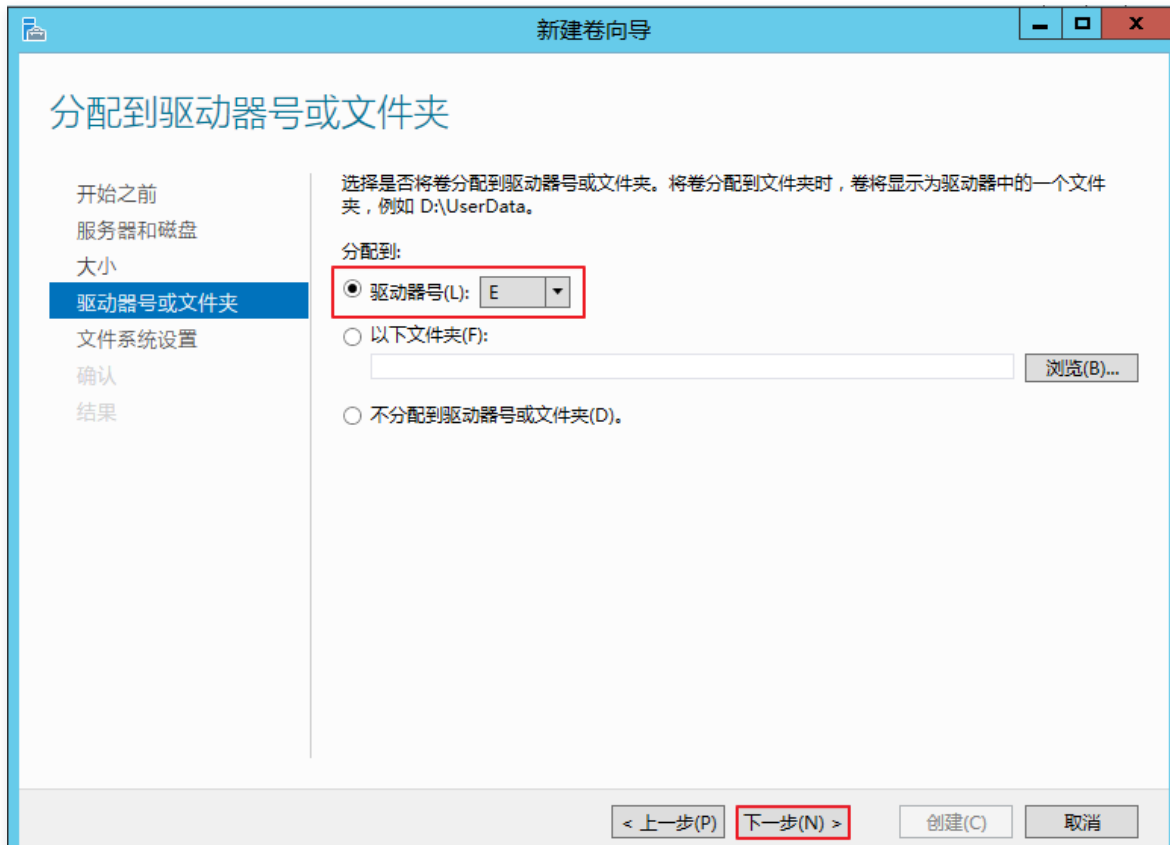 新建卷向导
分配到驱动器号或文件夹
开始之前
服务器和磁盘
大小
驱动器号或文件夹
文件系统设置
确认
结果
选择是否将卷分配到驱动器号或文件夹。将卷分配到文件夹时，卷将显示为驱动器中的一个文件
夹，例如 D:\UserData。
分配到:
驱动器号(L): E
以下文件夹(F):
浏览(B)...
不分配到驱动器号或文件夹(D)。
< 上一步(P) 下一步(N) > 创建(C) 取消